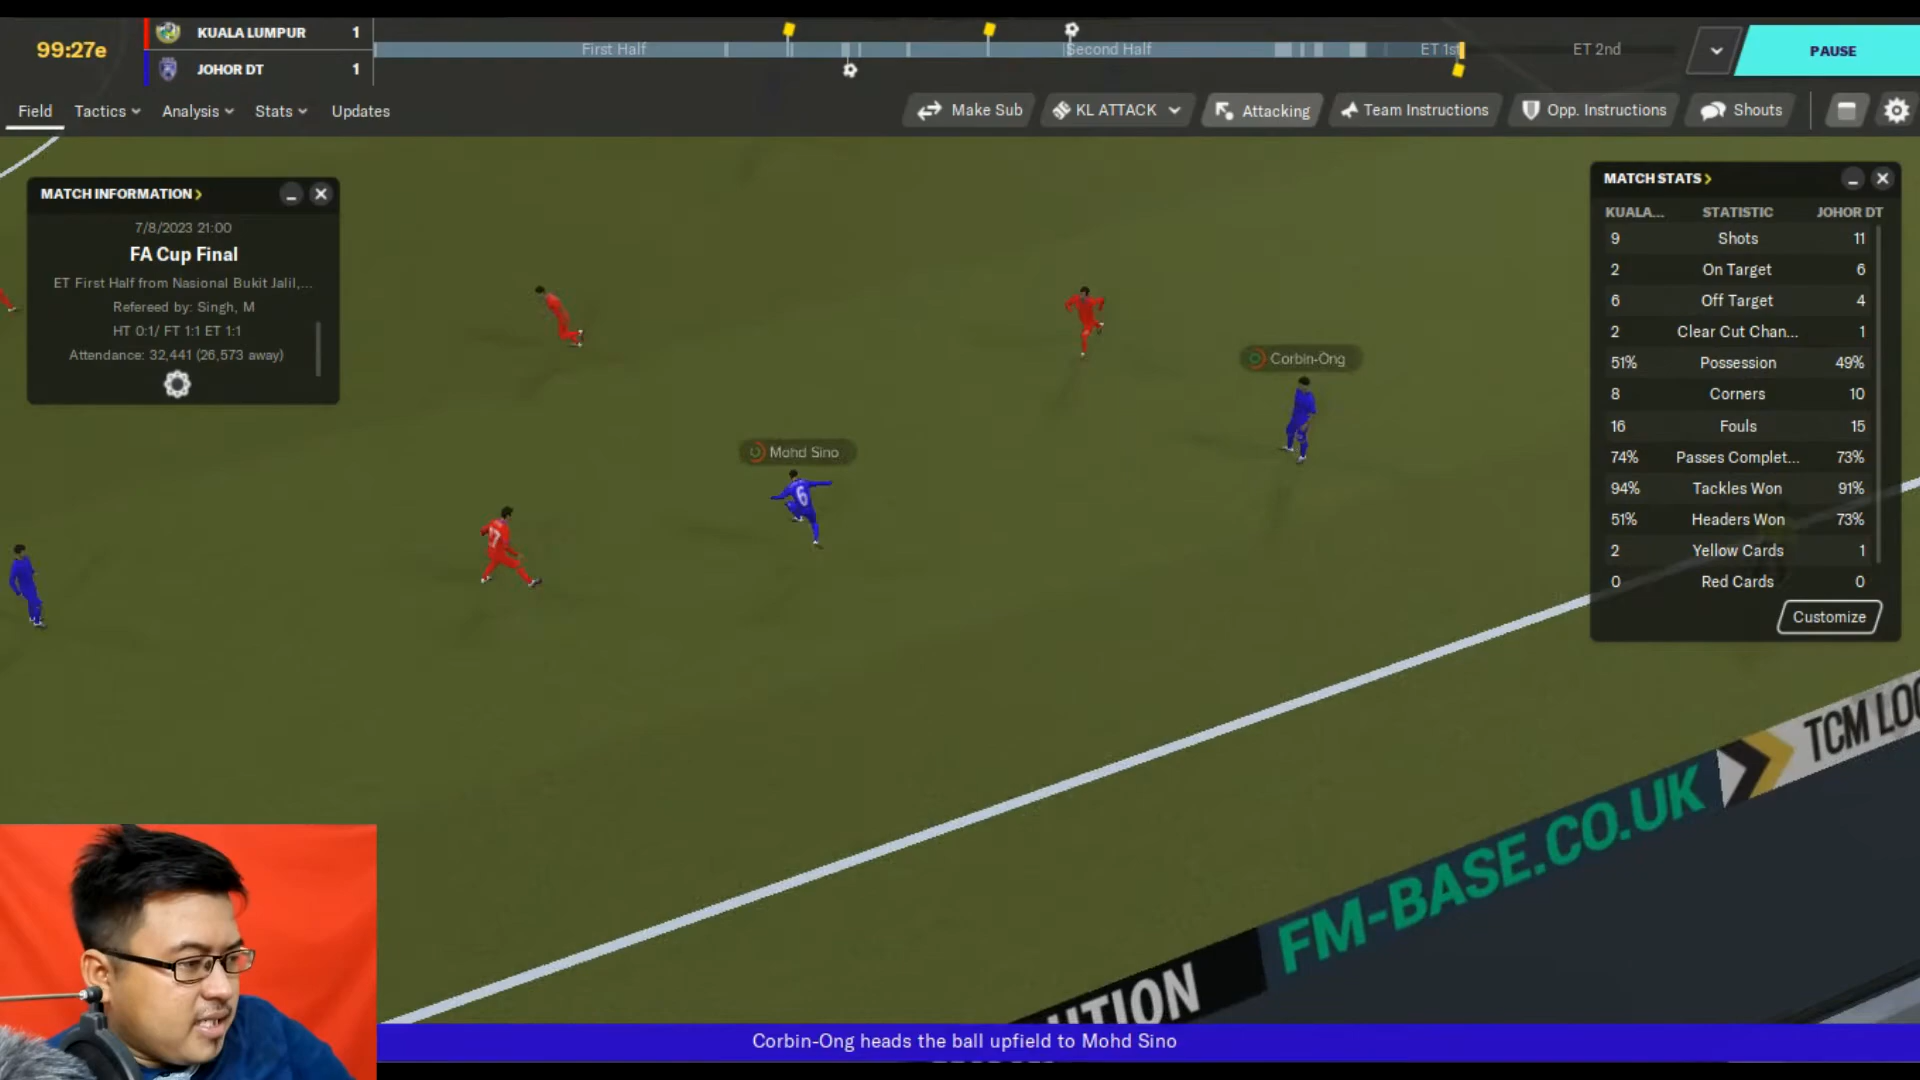 99:27e
KUALA LUMPUR 1
JOHOR DT 1
First Half
Second Half
ET 1st
ET 2nd
PAUSE
Field
Tactics
Analysis
Stats
Updates
Make Sub
KL ATTACK
Attacking
Team Instructions
Opp. Instructions
Shouts
MATCH INFORMATION
7/8/2023 21:00
FA Cup Final
ET First Half from Nasional Bukit Jalil,...
Refereed by: Singh, M
HT 0:1/ FT 1:1 ET 1:1
Attendance: 32,441 (26,573 away)
MATCH STATS
KUALA... STATISTIC JOHOR DT
9 Shots 11
2 On Target 6
6 Off Target 4
2 Clear Cut Chan... 1
51% Possession 49%
8 Corners 10
16 Fouls 15
74% Passes Complet... 73%
94% Tackles Won 91%
51% Headers Won 73%
2 Yellow Cards 1
0 Red Cards 0
Customize
Corbin-Ong
Mohd Sino
6
17
TCM LOG
FM-BASE.CO.UK
UTION
Corbin-Ong heads the ball upfield to Mohd Sino